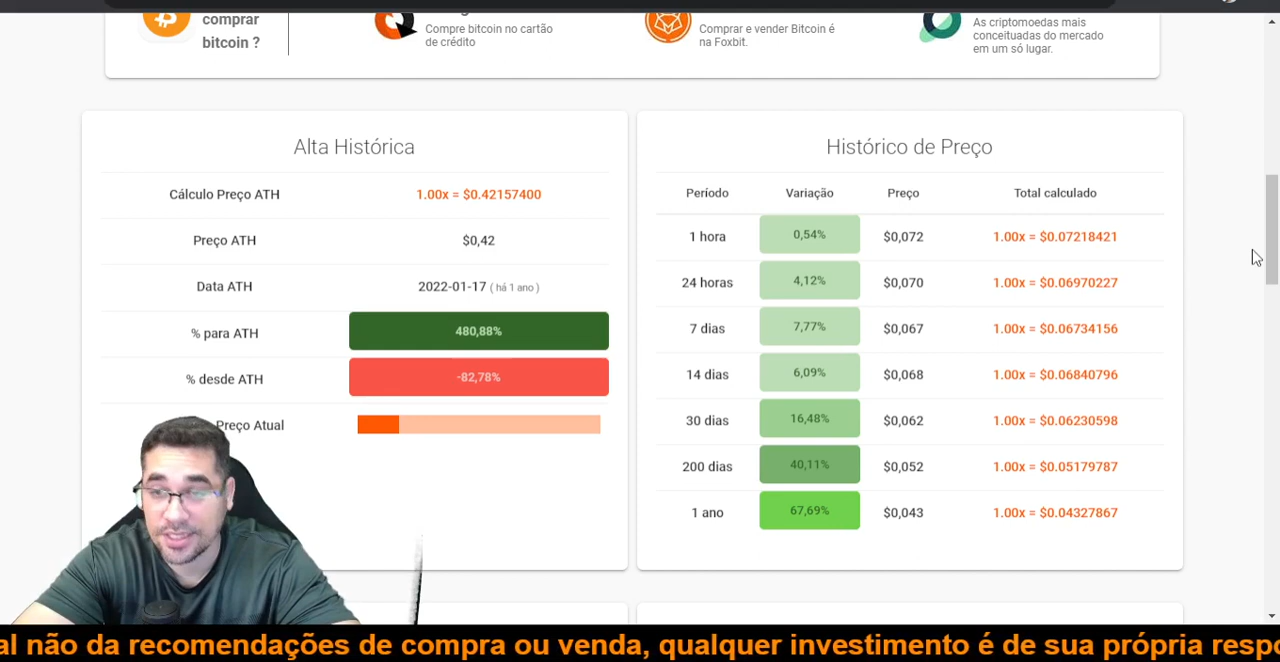 comprar
bitcoin ?
Compre bitcoin no cartão
de crédito
Comprar e vender Bitcoin é
na Foxbit.
As criptomoedas mais
conceituadas do mercado
em um só lugar.
Alta Histórica
Cálculo Preço ATH 1.00x = $0.42157400
Preço ATH $0,42
Data ATH 2022-01-17 ( há 1 ano )
% para ATH 480,88%
% desde ATH -82,78%
Preço Atual
Histórico de Preço
Período Variação Preço Total calculado
1 hora 0,54% $0,072 1.00x = $0.07218421
24 horas 4,12% $0,070 1.00x = $0.06970227
7 dias 7,77% $0,067 1.00x = $0.06734156
14 dias 6,09% $0,068 1.00x = $0.06840796
30 dias 16,48% $0,062 1.00x = $0.06230598
200 dias 40,11% $0,052 1.00x = $0.05179787
1 ano 67,69% $0,043 1.00x = $0.04327867
al não da recomendações de compra ou venda, qualquer investimento é de sua própria respo